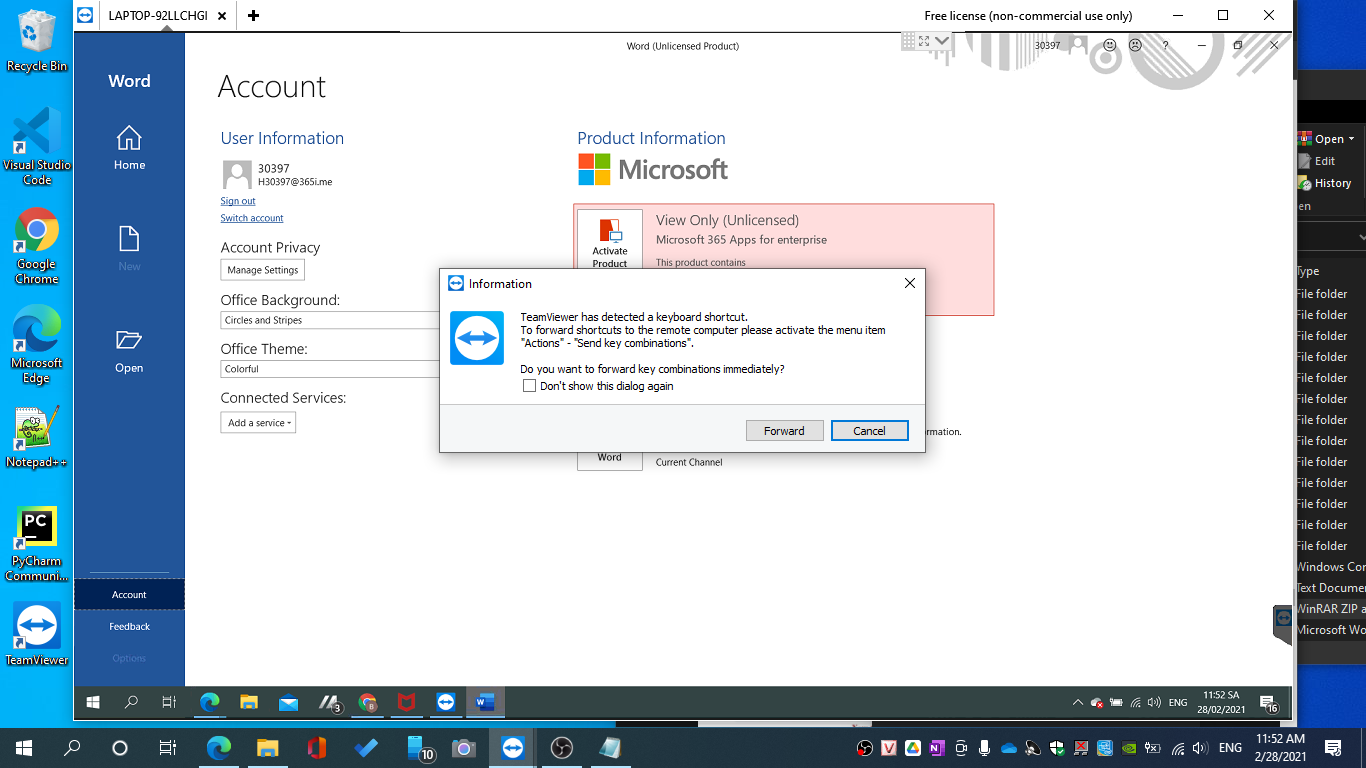 Recycle Bin
Visual Studio
Code
Google
Chrome
Microsoft
Edge
Notepad++
PyCharm
Communi...
TeamViewer
LAPTOP-92LLCHGI
Free license (non-commercial use only)
Word (Unlicensed Product)
30397
Word
Home
New
Open
Account
Feedback
Options
Account
User Information
30397
H30397@365i.me
Sign out
Switch account
Account Privacy
Manage Settings
Office Background:
Circles and Stripes
Office Theme:
Colorful
Connected Services:
Add a service
Product Information
Microsoft
Activate
Product
View Only (Unlicensed)
Microsoft 365 Apps for enterprise
This product contains
Information
TeamViewer has detected a keyboard shortcut.
To forward shortcuts to the remote computer please activate the menu item
"Actions" - "Send key combinations".
Do you want to forward key combinations immediately?
Don't show this dialog again
Forward
Cancel
rmation.
Word
Current Channel
Open
Edit
History
en
Type
File folder
File folder
File folder
File folder
File folder
File folder
File folder
File folder
File folder
File folder
File folder
File folder
File folder
Windows Con
Text Documen
WinRAR ZIP a
Microsoft Wo
3
ENG
11:52 SA
28/02/2021
16
PC
10
N
V
ENG
11:52 AM
2/28/2021